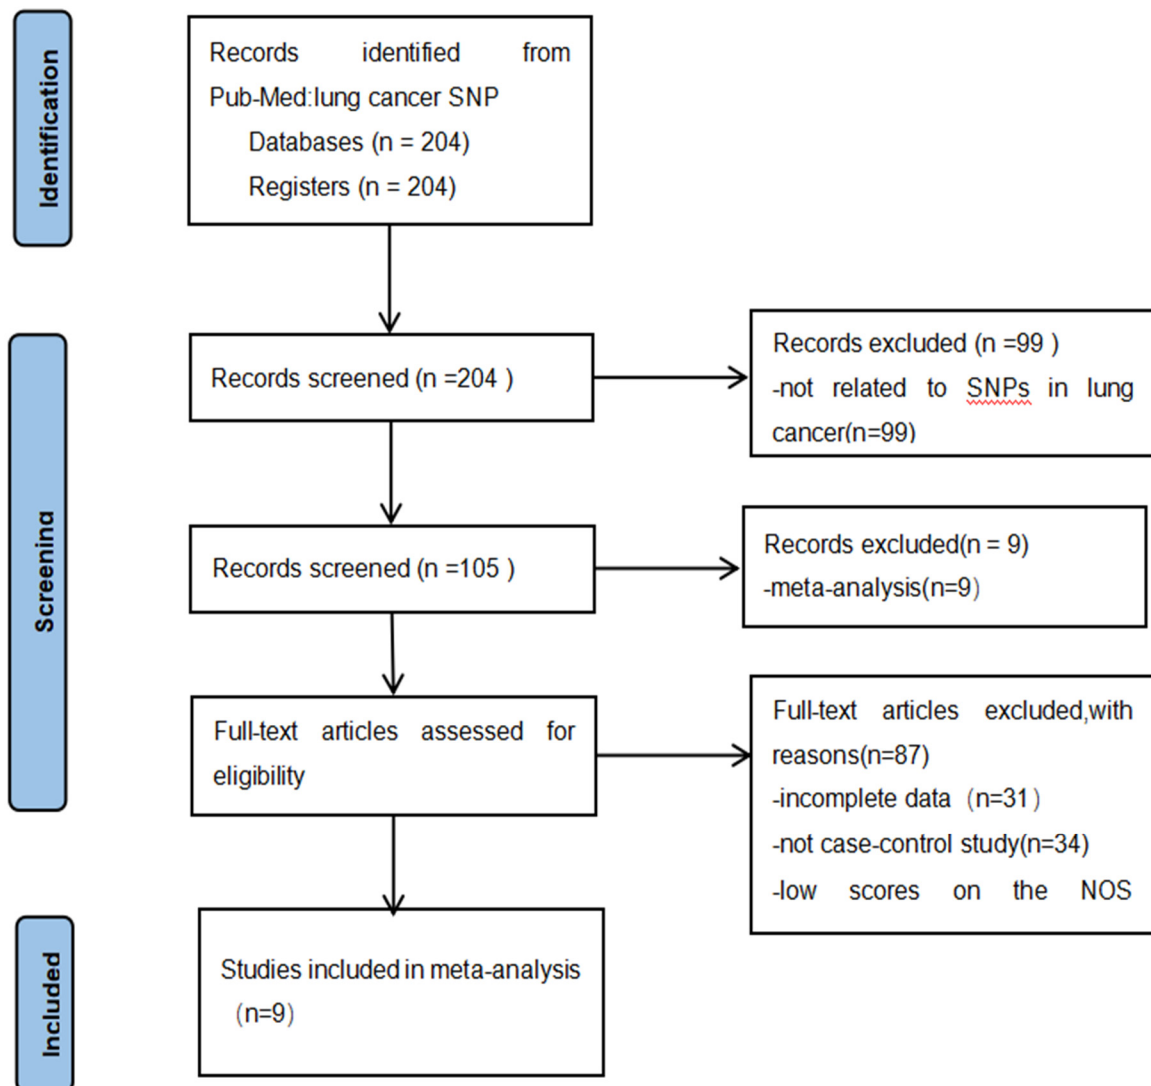 Identification
Records identified from
Pub-Med:lung cancer SNP
Databases (n = 204)
Registers (n = 204)
Screening
Records screened (n =204 )
Records excluded (n =99 )
-not related to SNPs in lung
cancer(n=99)
Records screened (n =105 )
Records excluded(n = 9)
-meta-analysis(n=9)
Full-text articles assessed for
eligibility
Full-text articles excluded,with
reasons(n=87)
-incomplete data (n=31)
-not case-control study(n=34)
-low scores on the NOS
Included
Studies included in meta-analysis
(n=9)